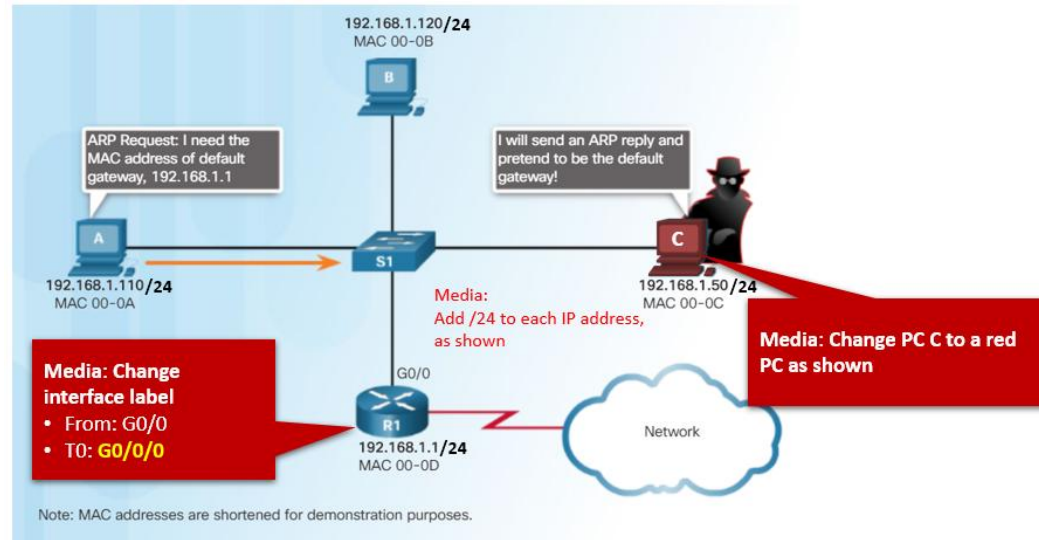 192.168.1.120/24
MAC 00-0B
B
ARP Request: I need the
MAC address of default
gateway, 192.168.1.1
I will send an ARP reply and
pretend to be the default
gateway!
A
S1
C
192.168.1.110/24
MAC 00-0A
192.168.1.50/24
MAC 00-0C
Media:
Add /24 to each IP address,
as shown
Media: Change PC C to a red
PC as shown
Media: Change
interface label
• From: G0/0
• T0: G0/0/0
G0/0
R1
192.168.1.1/24
MAC 00-0D
Network
Note: MAC addresses are shortened for demonstration purposes.